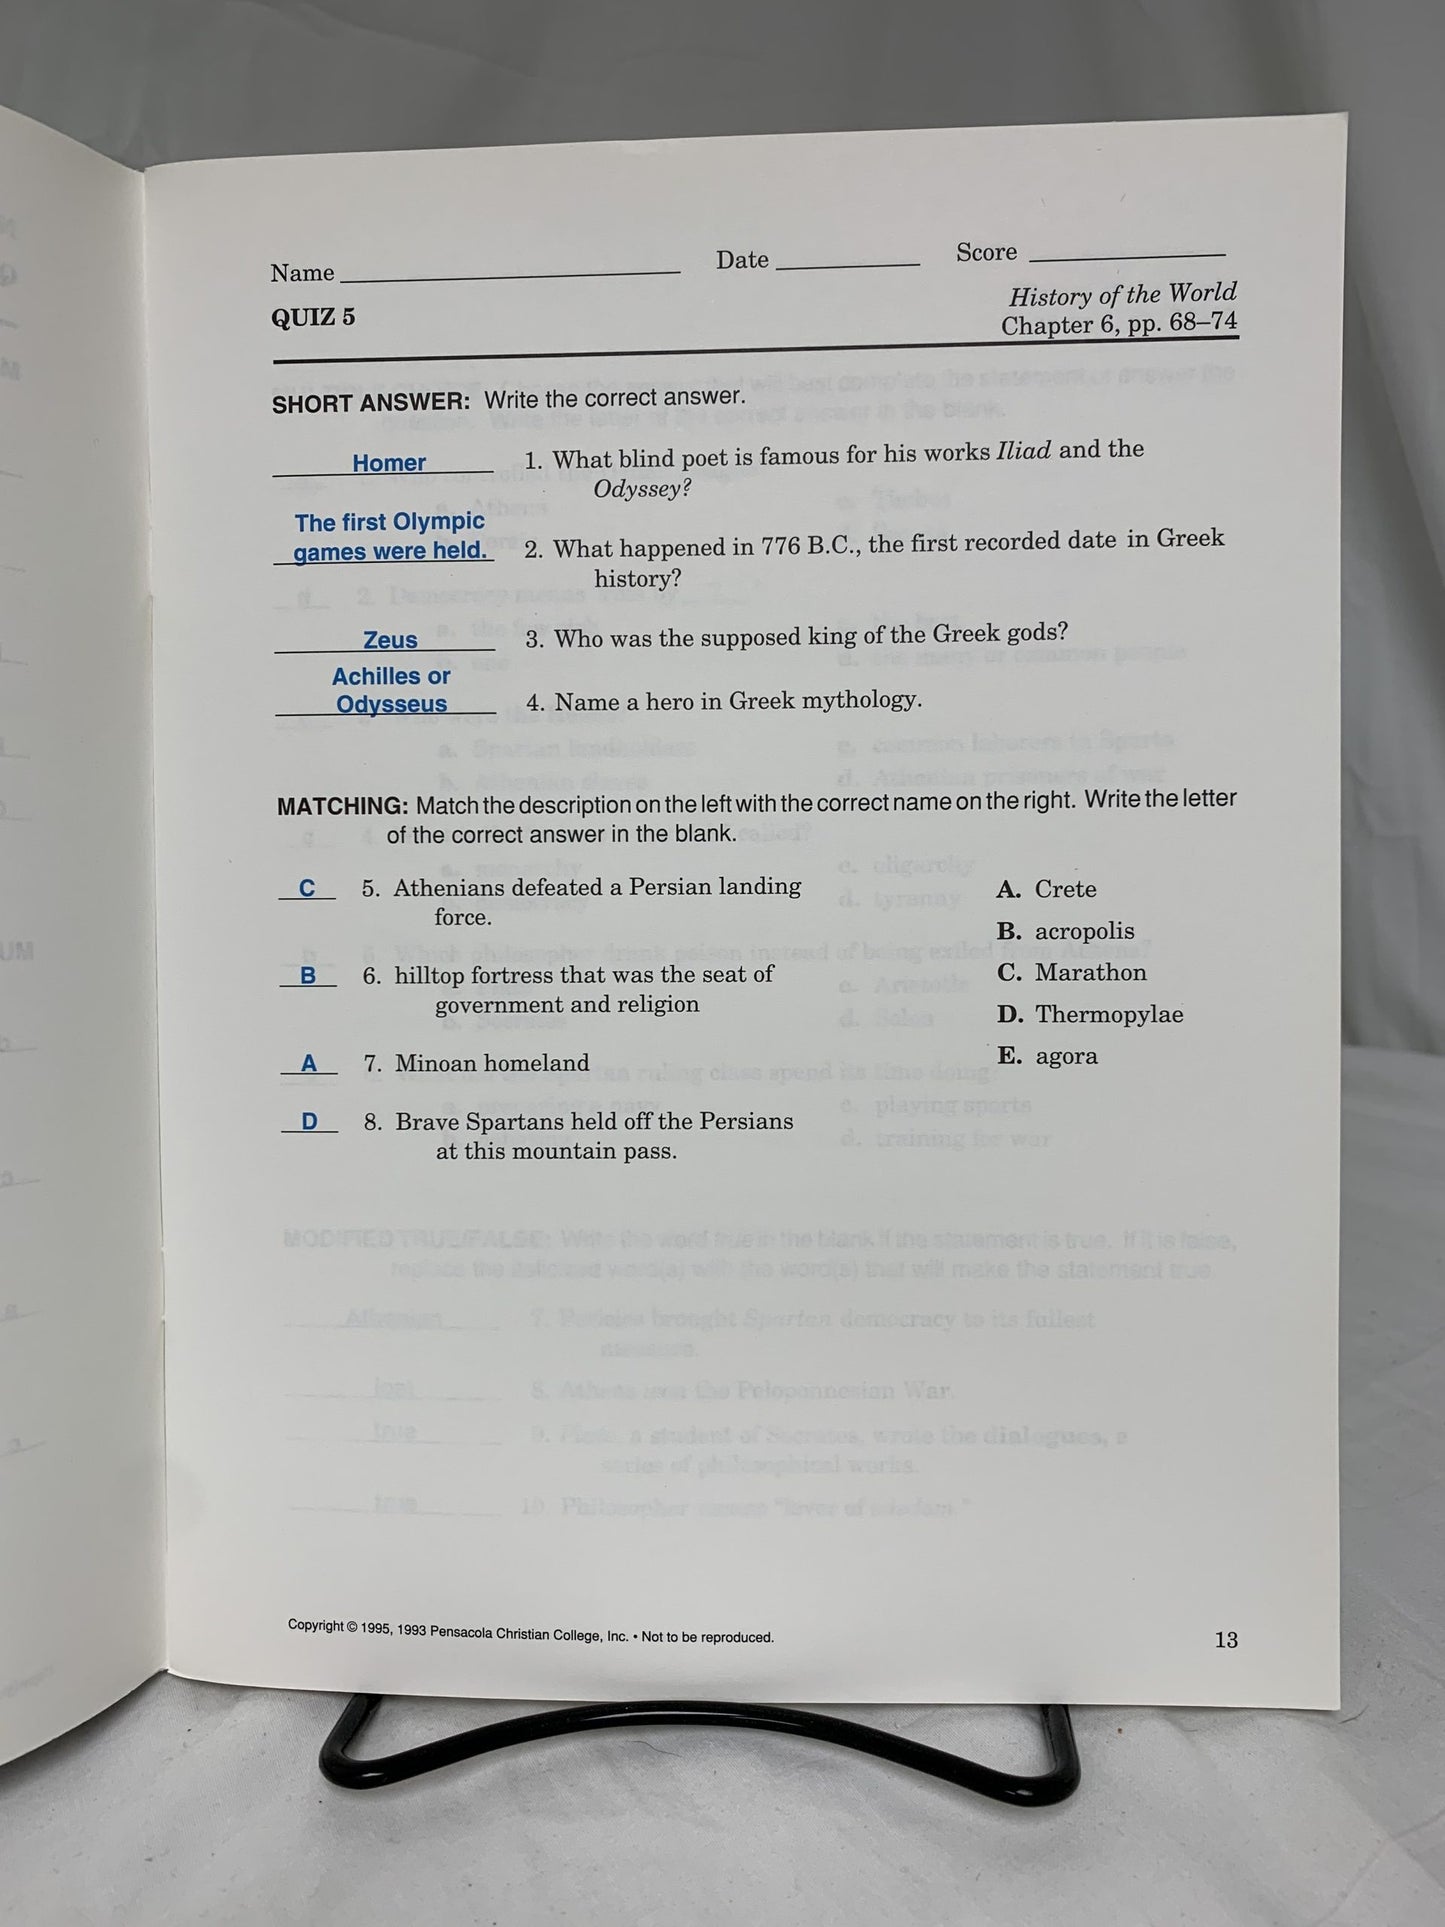 Name Date Score
QUIZ 5
History of the World
Chapter 6, pp. 68–74
SHORT ANSWER: Write the correct answer.
Homer 1. What blind poet is famous for his works Iliad and the
Odyssey?
The first Olympic
games were held. 2. What happened in 776 B.C., the first recorded date in Greek
history?
Zeus 3. Who was the supposed king of the Greek gods?
Achilles or
Odysseus 4. Name a hero in Greek mythology.
MATCHING: Match the description on the left with the correct name on the right. Write the letter
of the correct answer in the blank.
C 5. Athenians defeated a Persian landing
force.
B 6. hilltop fortress that was the seat of
government and religion
A 7. Minoan homeland
D 8. Brave Spartans held off the Persians
at this mountain pass.
A. Crete
B. acropolis
C. Marathon
D. Thermopylae
E. agora
Copyright © 1995, 1993 Pensacola Christian College, Inc. • Not to be reproduced.
13